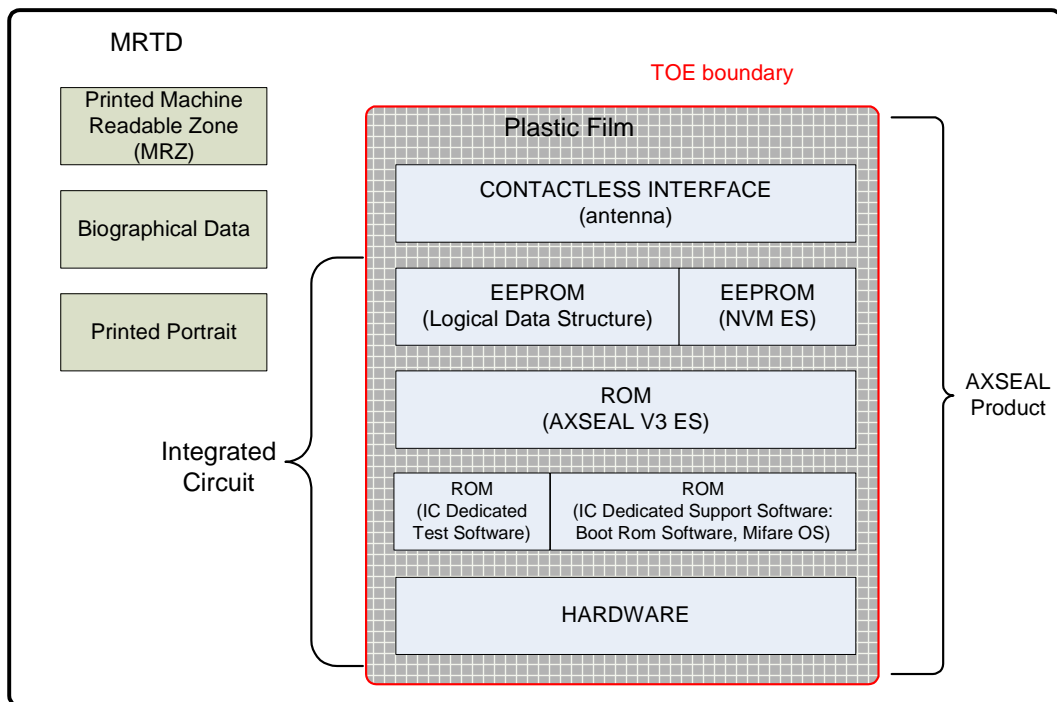 MRTD
Printed Machine
Readable Zone
(MRZ)
Biographical Data
Printed Portrait
Integrated
Circuit
TOE boundary
Plastic Film
CONTACTLESS INTERFACE
(antenna)
EEPROM
(Logical Data Structure)
EEPROM
(NVM ES)
ROM
(AXSEAL V3 ES)
ROM
(IC Dedicated
Test Software)
ROM
(IC Dedicated Support Software:
Boot Rom Software, Mifare OS)
HARDWARE
AXSEAL
Product